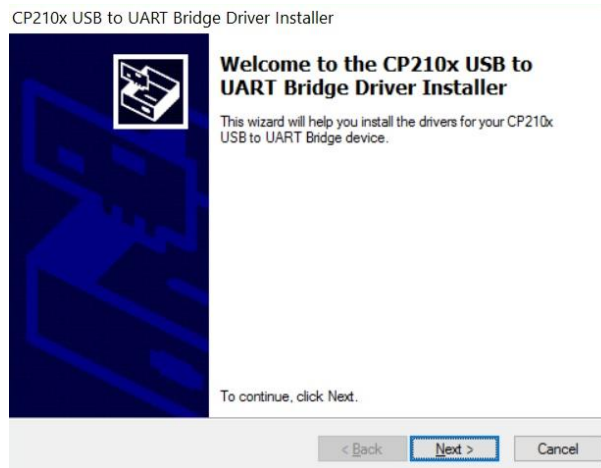 CP210x USB to UART Bridge Driver Installer
Welcome to the CP210x USB to
UART Bridge Driver Installer
This wizard will help you install the drivers for your CP210x
USB to UART Bridge device.
To continue, click Next.
< Back
Next >
Cancel